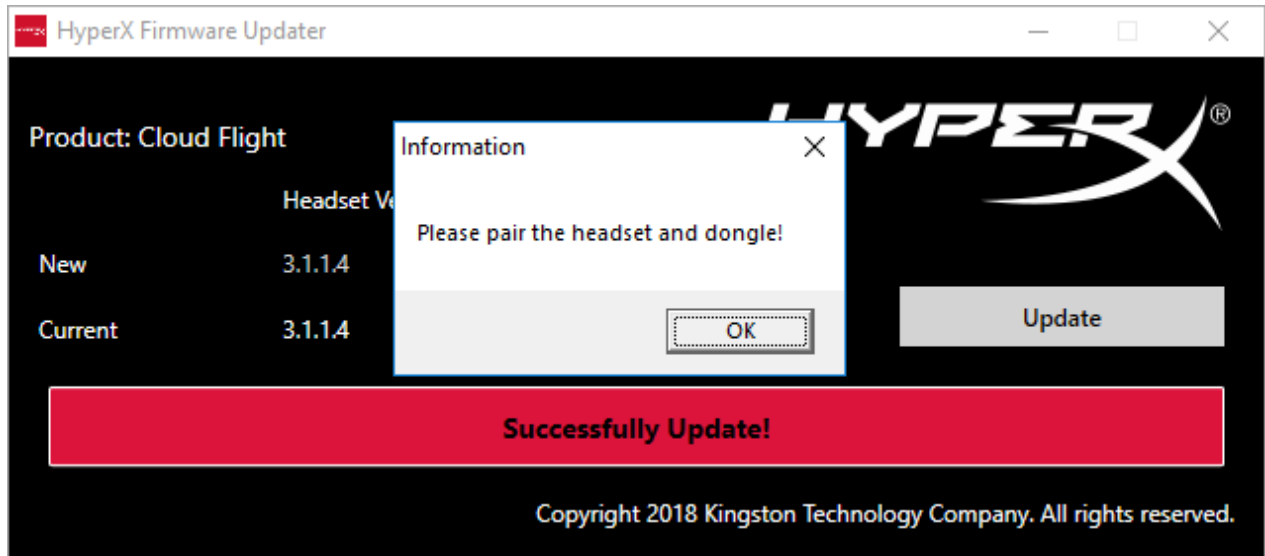 HyperX Firmware Updater
HYPERX®
Product: Cloud Flight
Information
Headset
Please pair the headset and dongle!
New 3.1.1.4
Current 3.1.1.4
OK
Update
Successfully Update!
Copyright 2018 Kingston Technology Company. All rights reserved.